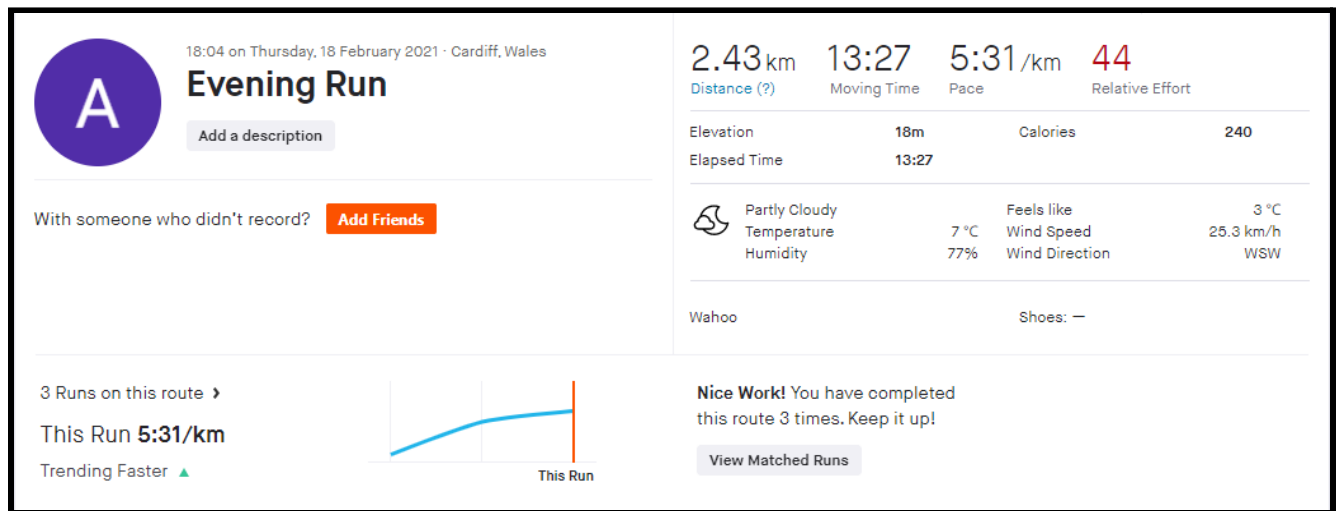 A
18:04 on Thursday, 18 February 2021 · Cardiff, Wales
Evening Run
Add a description
With someone who didn't record? Add Friends
2.43 km 13:27 5:31 /km 44
Distance (?) Moving Time Pace Relative Effort
Elevation 18m Calories 240
Elapsed Time 13:27
Partly Cloudy Feels like 3 °C
Temperature 7 °C Wind Speed 25.3 km/h
Humidity 77% Wind Direction WSW
Wahoo Shoes: —
3 Runs on this route ›
This Run 5:31/km
Trending Faster ▲
This Run
Nice Work! You have completed
this route 3 times. Keep it up!
View Matched Runs